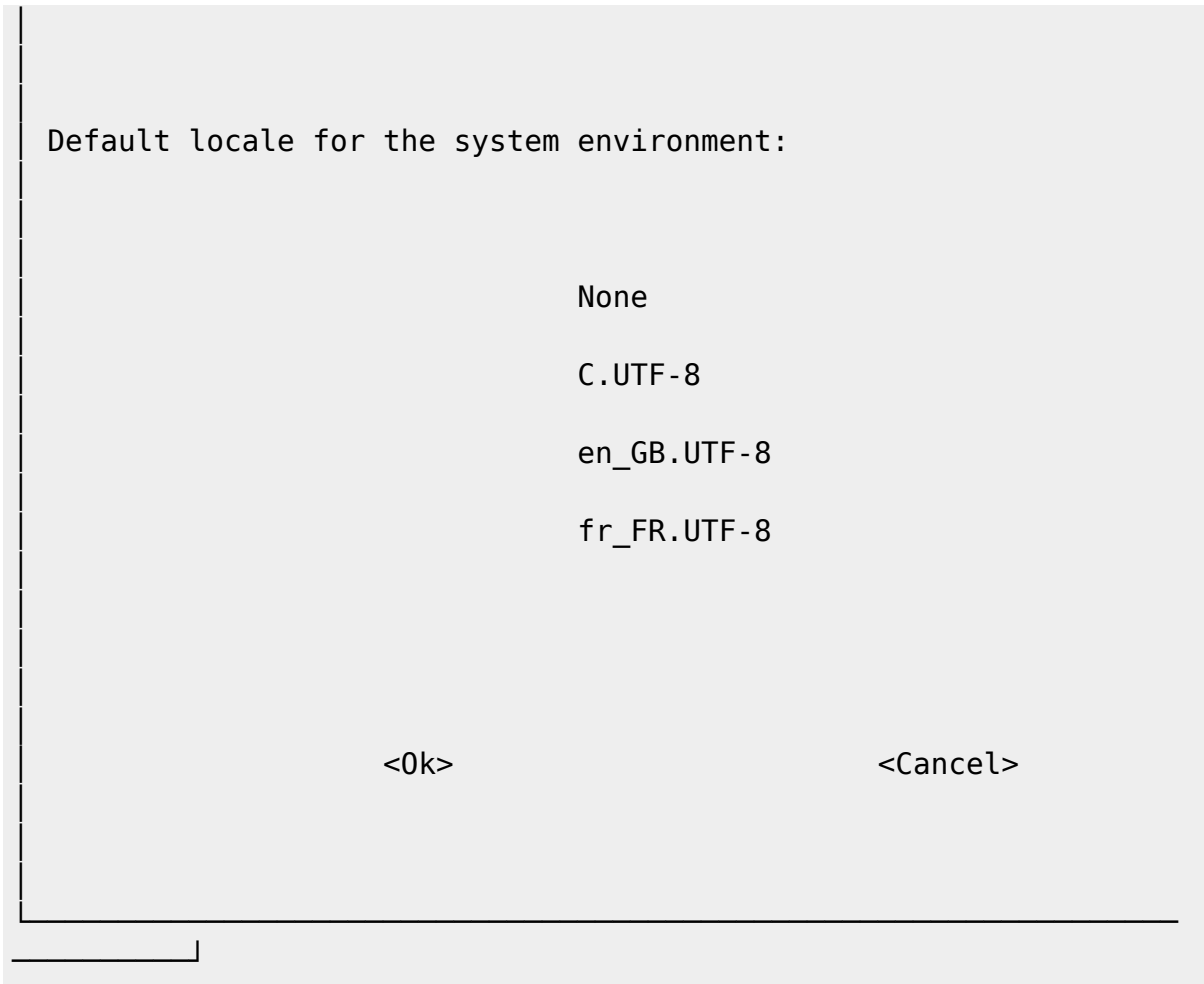 Default locale for the system environment:
None
C.UTF-8
en_GB.UTF-8
fr_FR.UTF-8
<Ok> <Cancel>